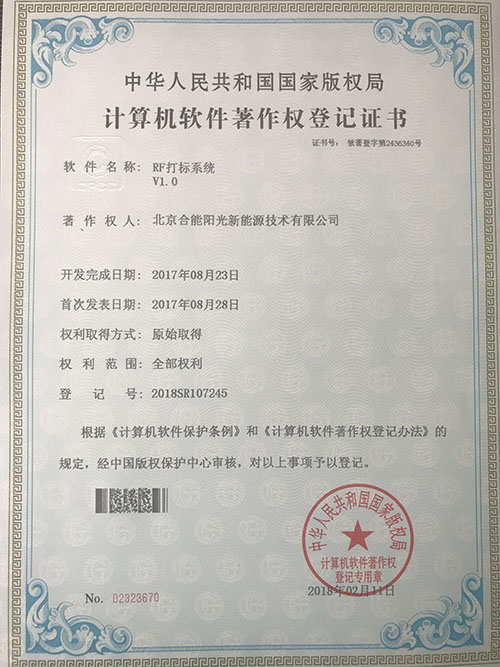 中华人民共和国国家版权局
计算机软件著作权登记证书
证书号: 软著登字第2436340号
软件名称: RF打标系统
V1.0
著作权人: 北京合能阳光新能源技术有限公司
开发完成日期: 2017年08月23日
首次发表日期: 2017年08月28日
权利取得方式: 原始取得
权利范围: 全部权利
登记号: 2018SR107245
根据《计算机软件保护条例》和《计算机软件著作权登记办法》的
规定，经中国版权保护中心审核，对以上事项予以登记。
中华人民共和国国家版权局
计算机软件著作权
登记专用章
2018年02月11日
No. 02323670